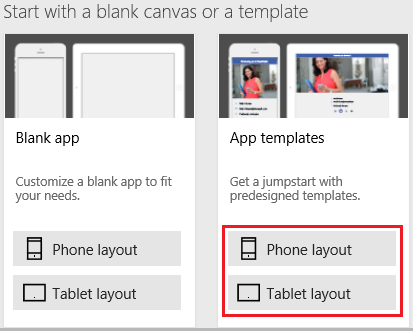 Start with a blank canvas or a template
Blank app
Customize a blank app to fit
your needs.
Phone layout
Tablet layout
App templates
Get a jumpstart with
predesigned templates.
Phone layout
Tablet layout